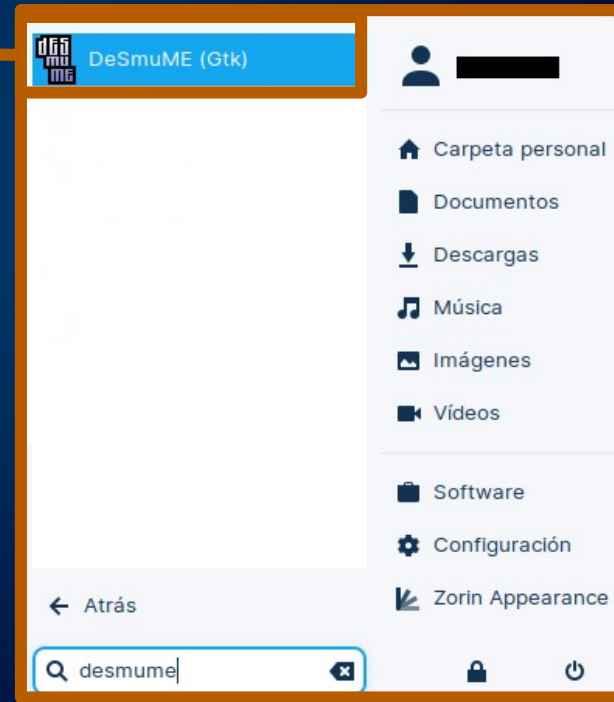 DeSmuME (Gtk)
Atrás
desmume
Carpeta personal
Documentos
Descargas
Música
Imágenes
Vídeos
Software
Configuración
Zorin Appearance